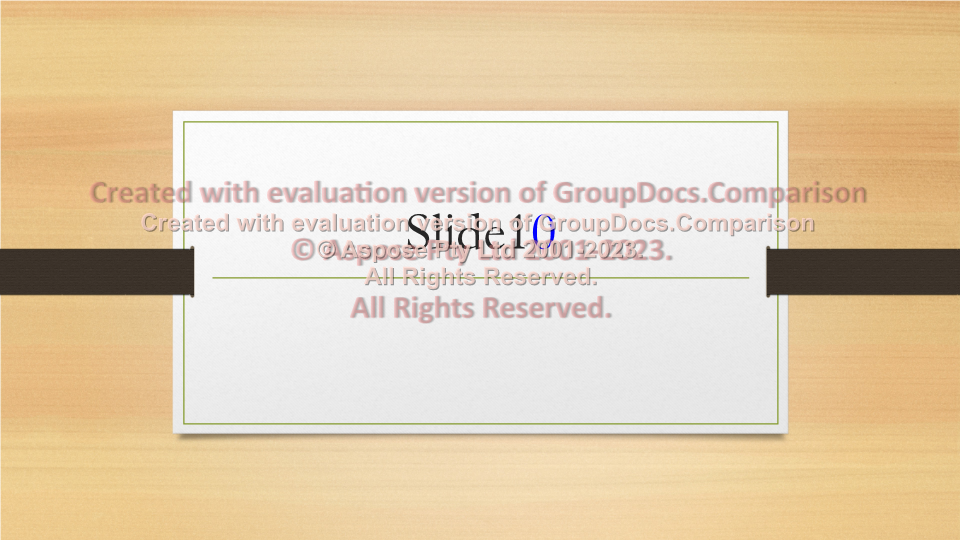 Created with evaluation version of GroupDocs.Comparison
Created with evaluation version of GroupDocs.Comparison
Slide10
© Aspose Pty Ltd 2001-2023.
© Aspose Pty Ltd 2001-2023.
All Rights Reserved.
All Rights Reserved.